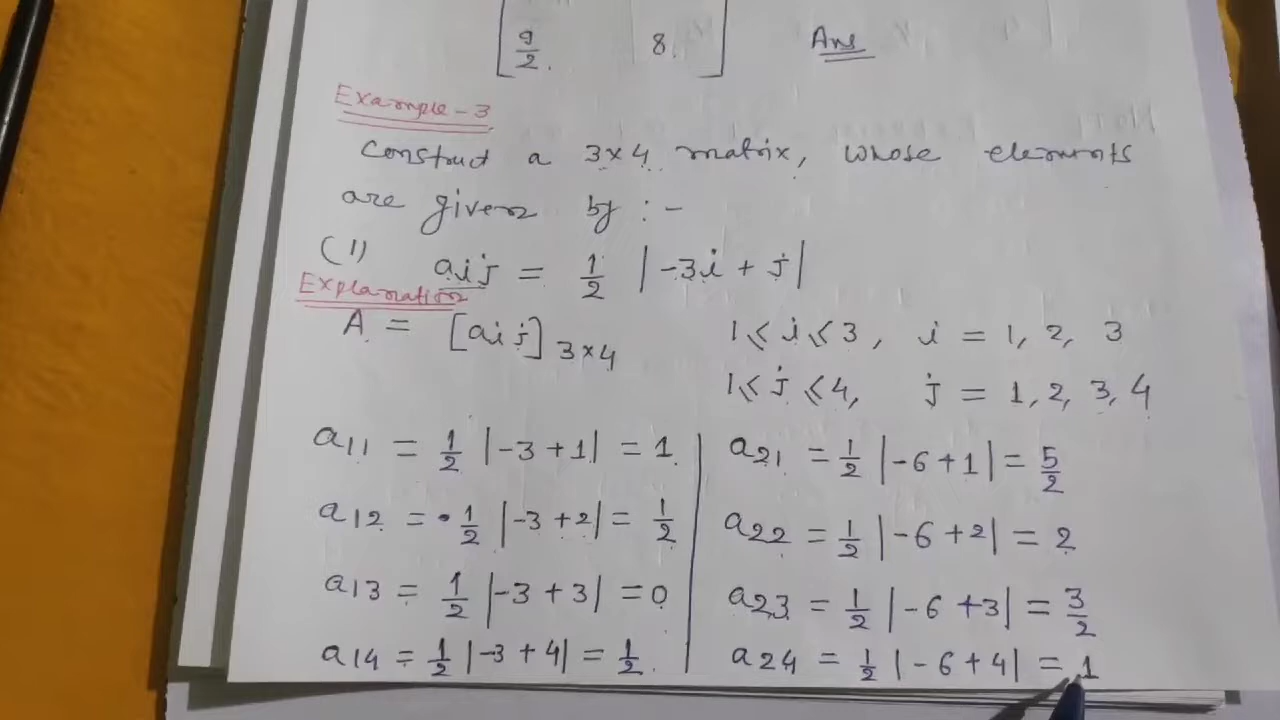 9/2. 8. Ans
Example-3
Construct a 3×4 matrix, whose elements
are given by :-
(1) aij = 1/2 |-3i + j|
Explanation
A = [aij] 3×4 1⩽i⩽3, i = 1, 2, 3
1⩽j⩽4, j = 1, 2, 3, 4
a11 = 1/2 |-3+1| = 1.
a12 = 1/2 |-3+2| = 1/2
a13 = 1/2 |-3+3| = 0
a14 = 1/2 |-3+4| = 1/2.
a21 = 1/2 |-6+1| = 5/2
a22 = 1/2 |-6+2| = 2
a23 = 1/2 |-6+3| = 3/2
a24 = 1/2 |-6+4| = 1